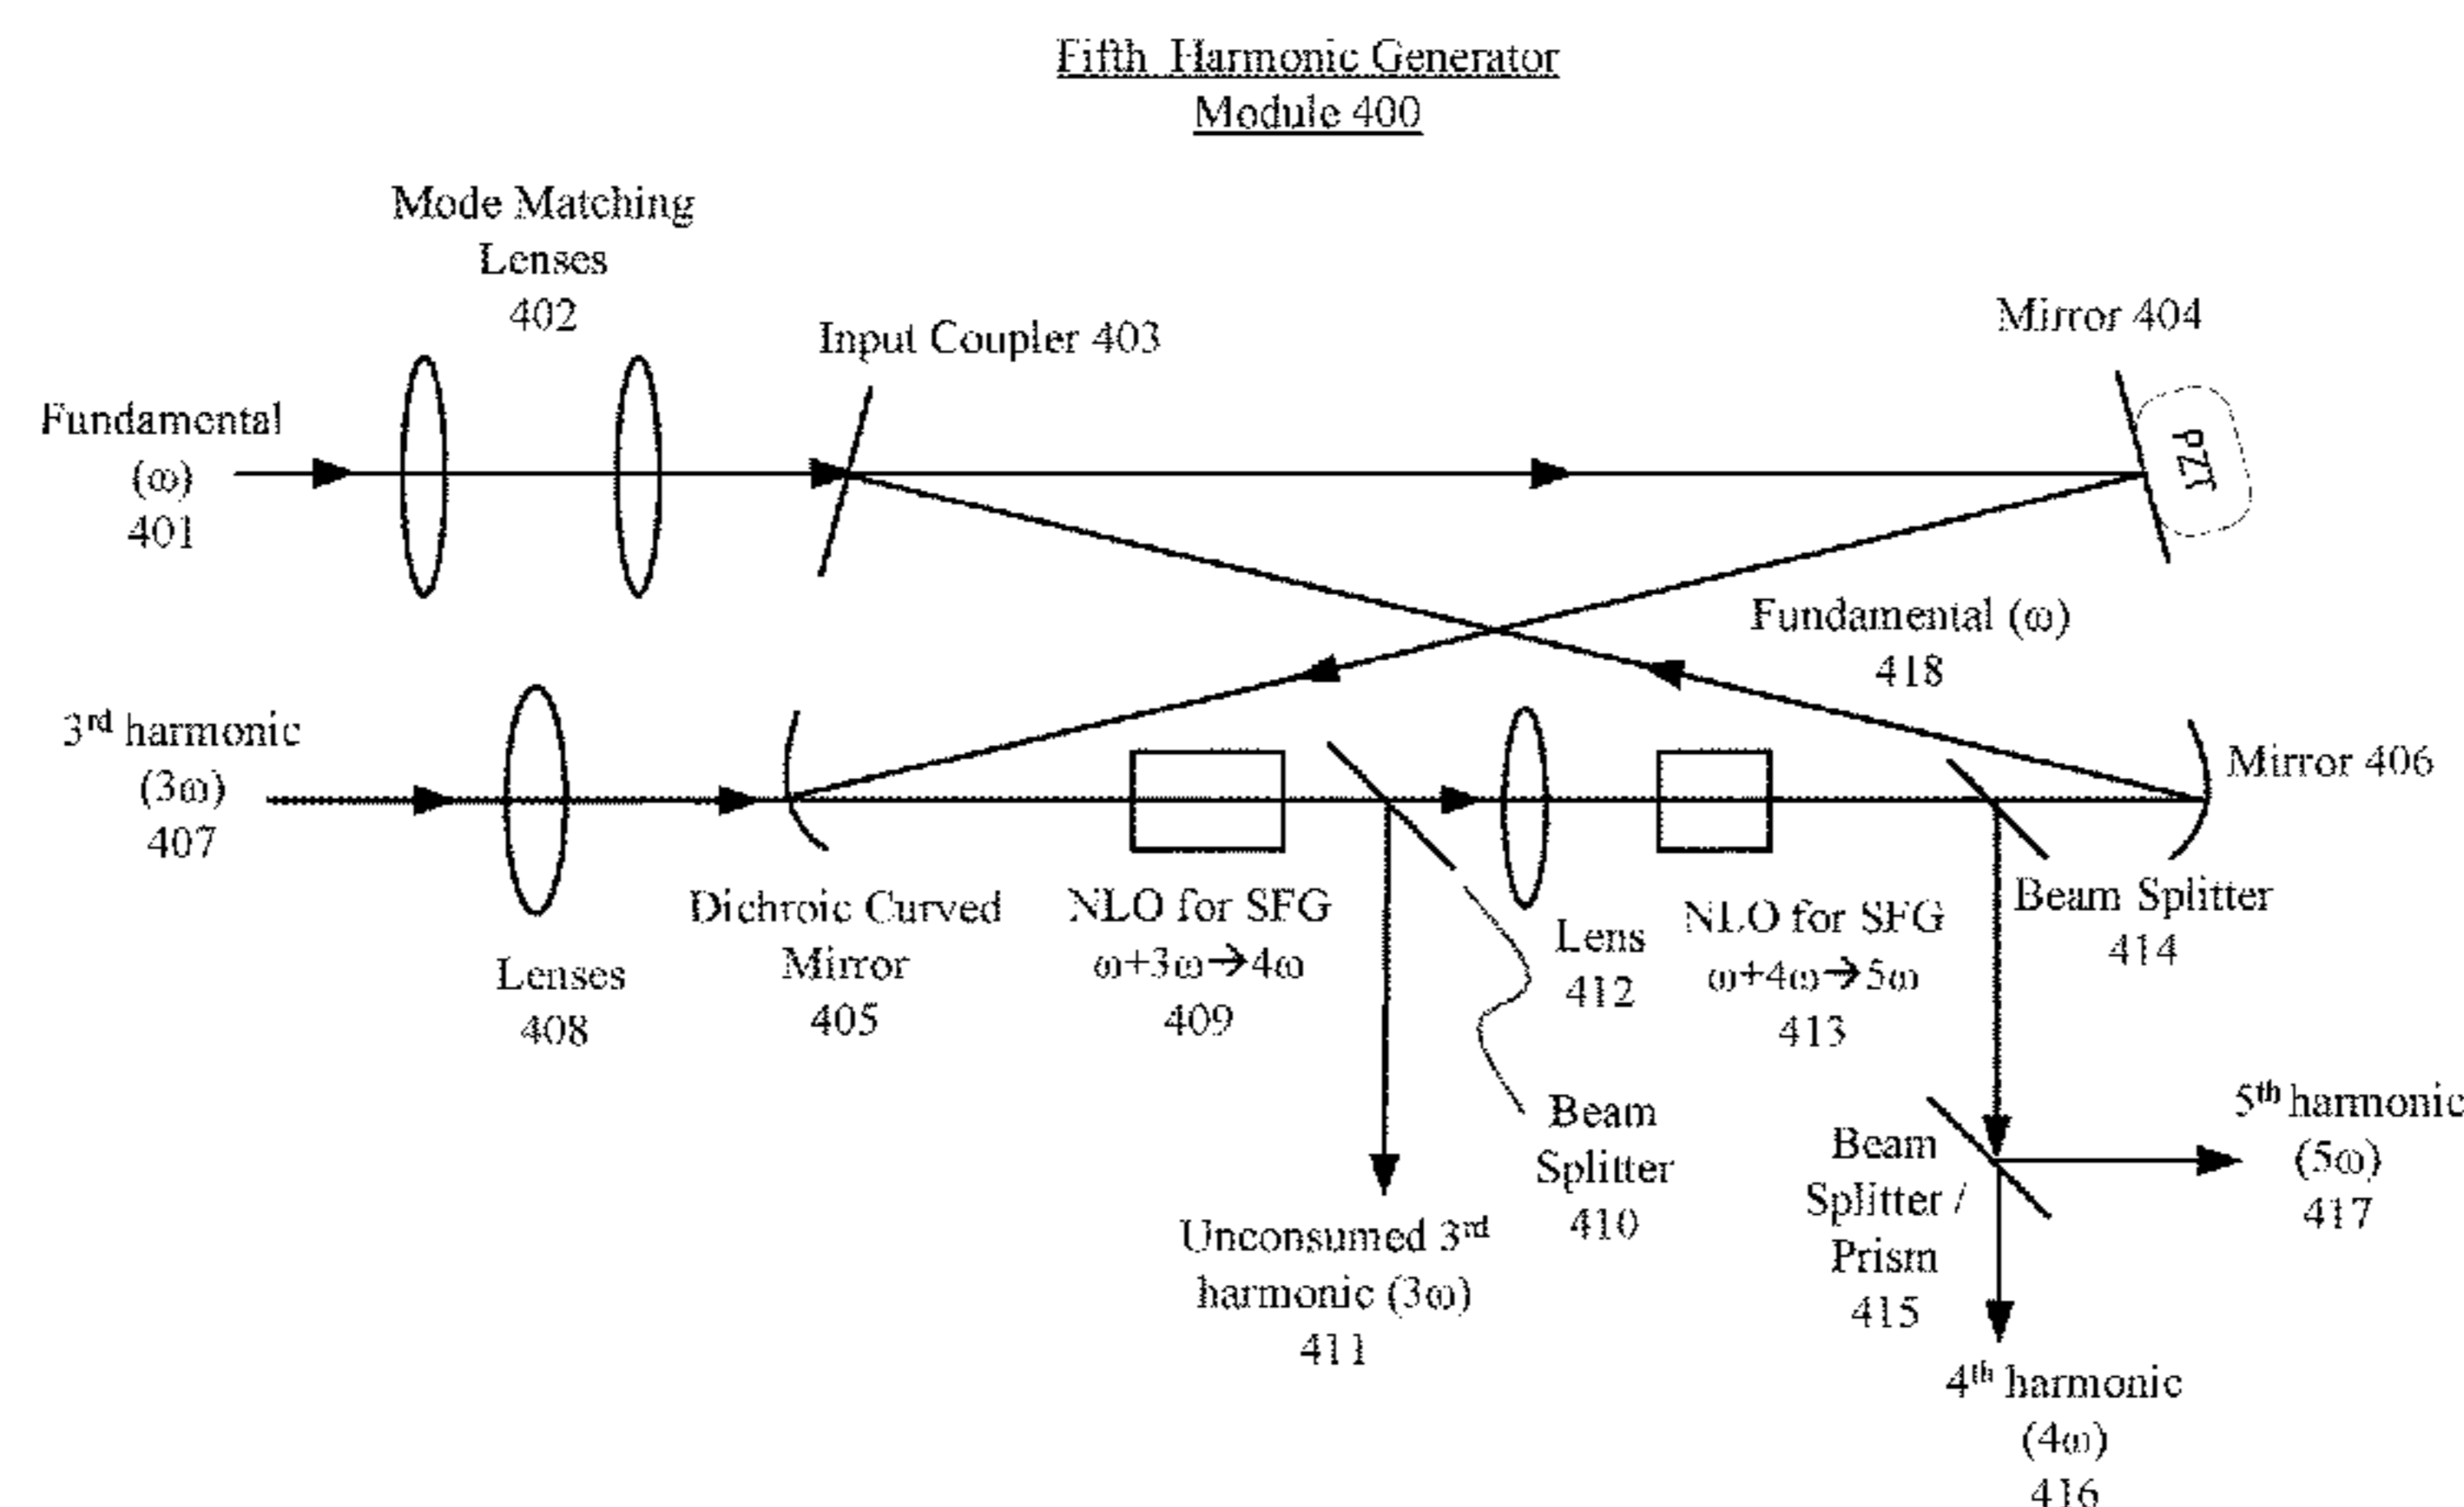 Fifth Harmonic Generator
Module 400
Mode Matching
Lenses
402
Input Coupler 403
Mirror 404
PZT
Fundamental
(ω)
401
Fundamental (ω)
418
3rd harmonic
(3ω)
407
Mirror 406
Lenses
408
Dichroic Curved
Mirror
405
NLO for SFG
ω+3ω→4ω
409
Lens
412
NLO for SFG
ω+4ω→5ω
413
Beam Splitter
414
Beam
Splitter
410
Unconsumed 3rd
harmonic (3ω)
411
Beam
Splitter /
Prism
415
5th harmonic
(5ω)
417
4th harmonic
(4ω)
416